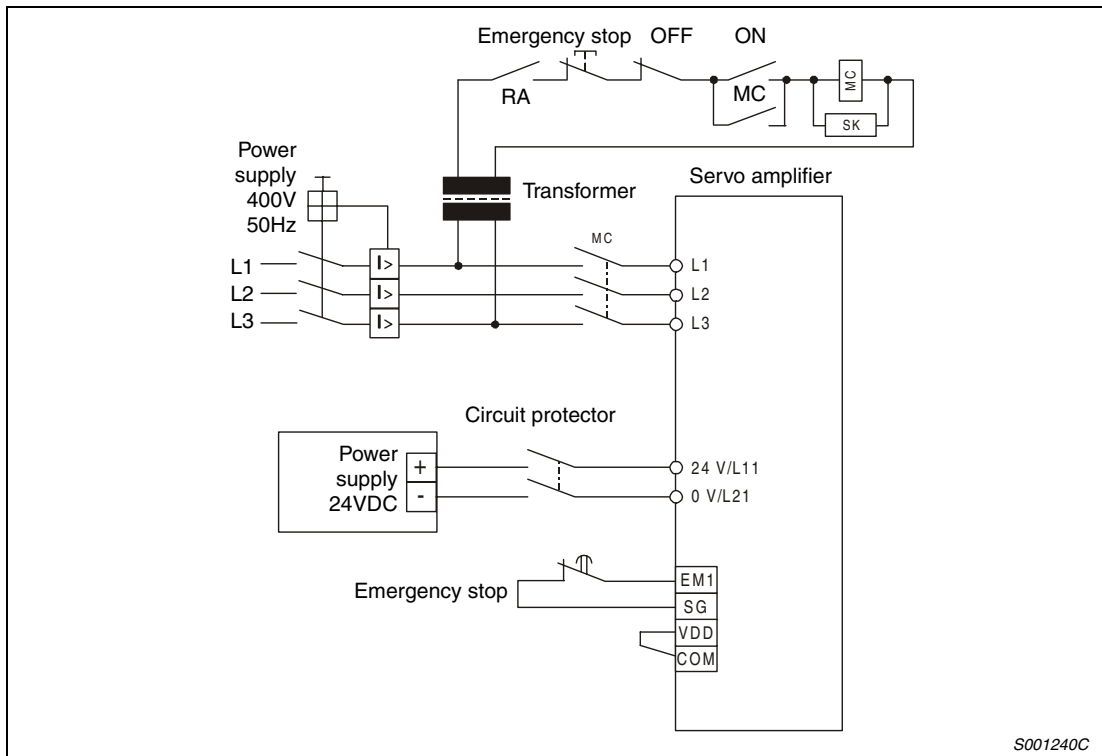 Emergency stop OFF ON
RA MC MC
SK
Power
supply
400V
50Hz
Transformer
Servo amplifier
MC
L1 I> L1
L2 I> L2
L3 I> L3
Circuit protector
Power
supply
24VDC
+
-
24 V/L11
0 V/L21
Emergency stop
EM1
SG
VDD
COM
S001240C